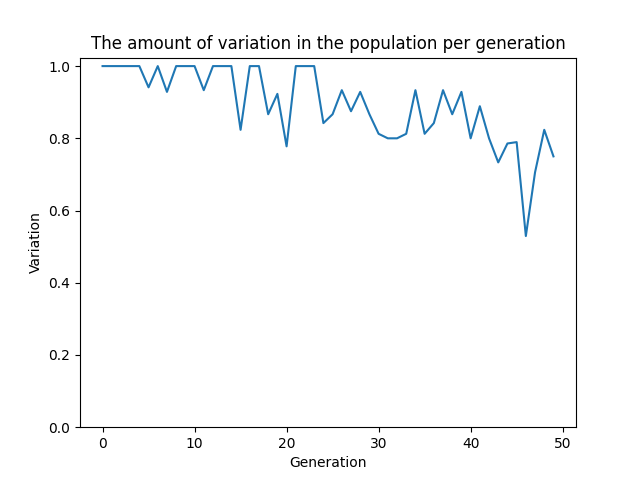 The amount of variation in the population per generation
1.0
0.8
0.6
0.4
0.2
0.0
Variation
0 10 20 30 40 50
Generation